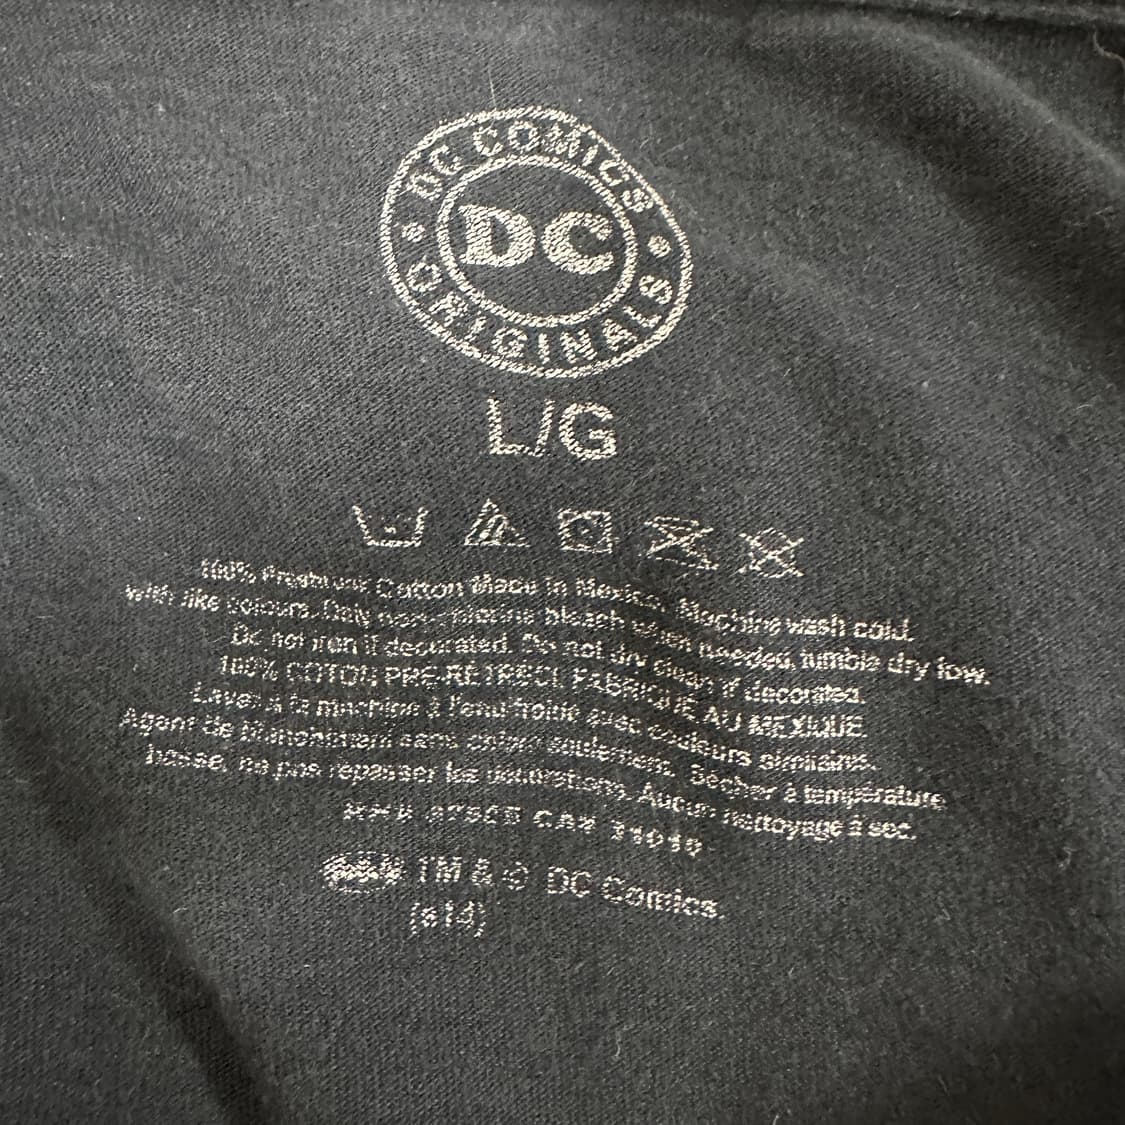 DC COMICS
DC
ORIGINALS
L/G
100% Preshrunk Cotton Made in Mexico. Machine wash cold.
with like colours. Only non-chlorine bleach when needed, tumble dry low.
Do not iron if decorated. Do not dry clean if decorated.
100% COTON PRE-RETRECI. FABRIQUE AU MEXIQUE
Laver à la machine à l'eau froide avec couleurs similaires.
Agent de blanchiment sans chlore seulement. Sécher à température
basse, ne pas repasser les décorations. Aucun nettoyage à sec.
CA# 31010
TM & © DC Comics.
(s14)